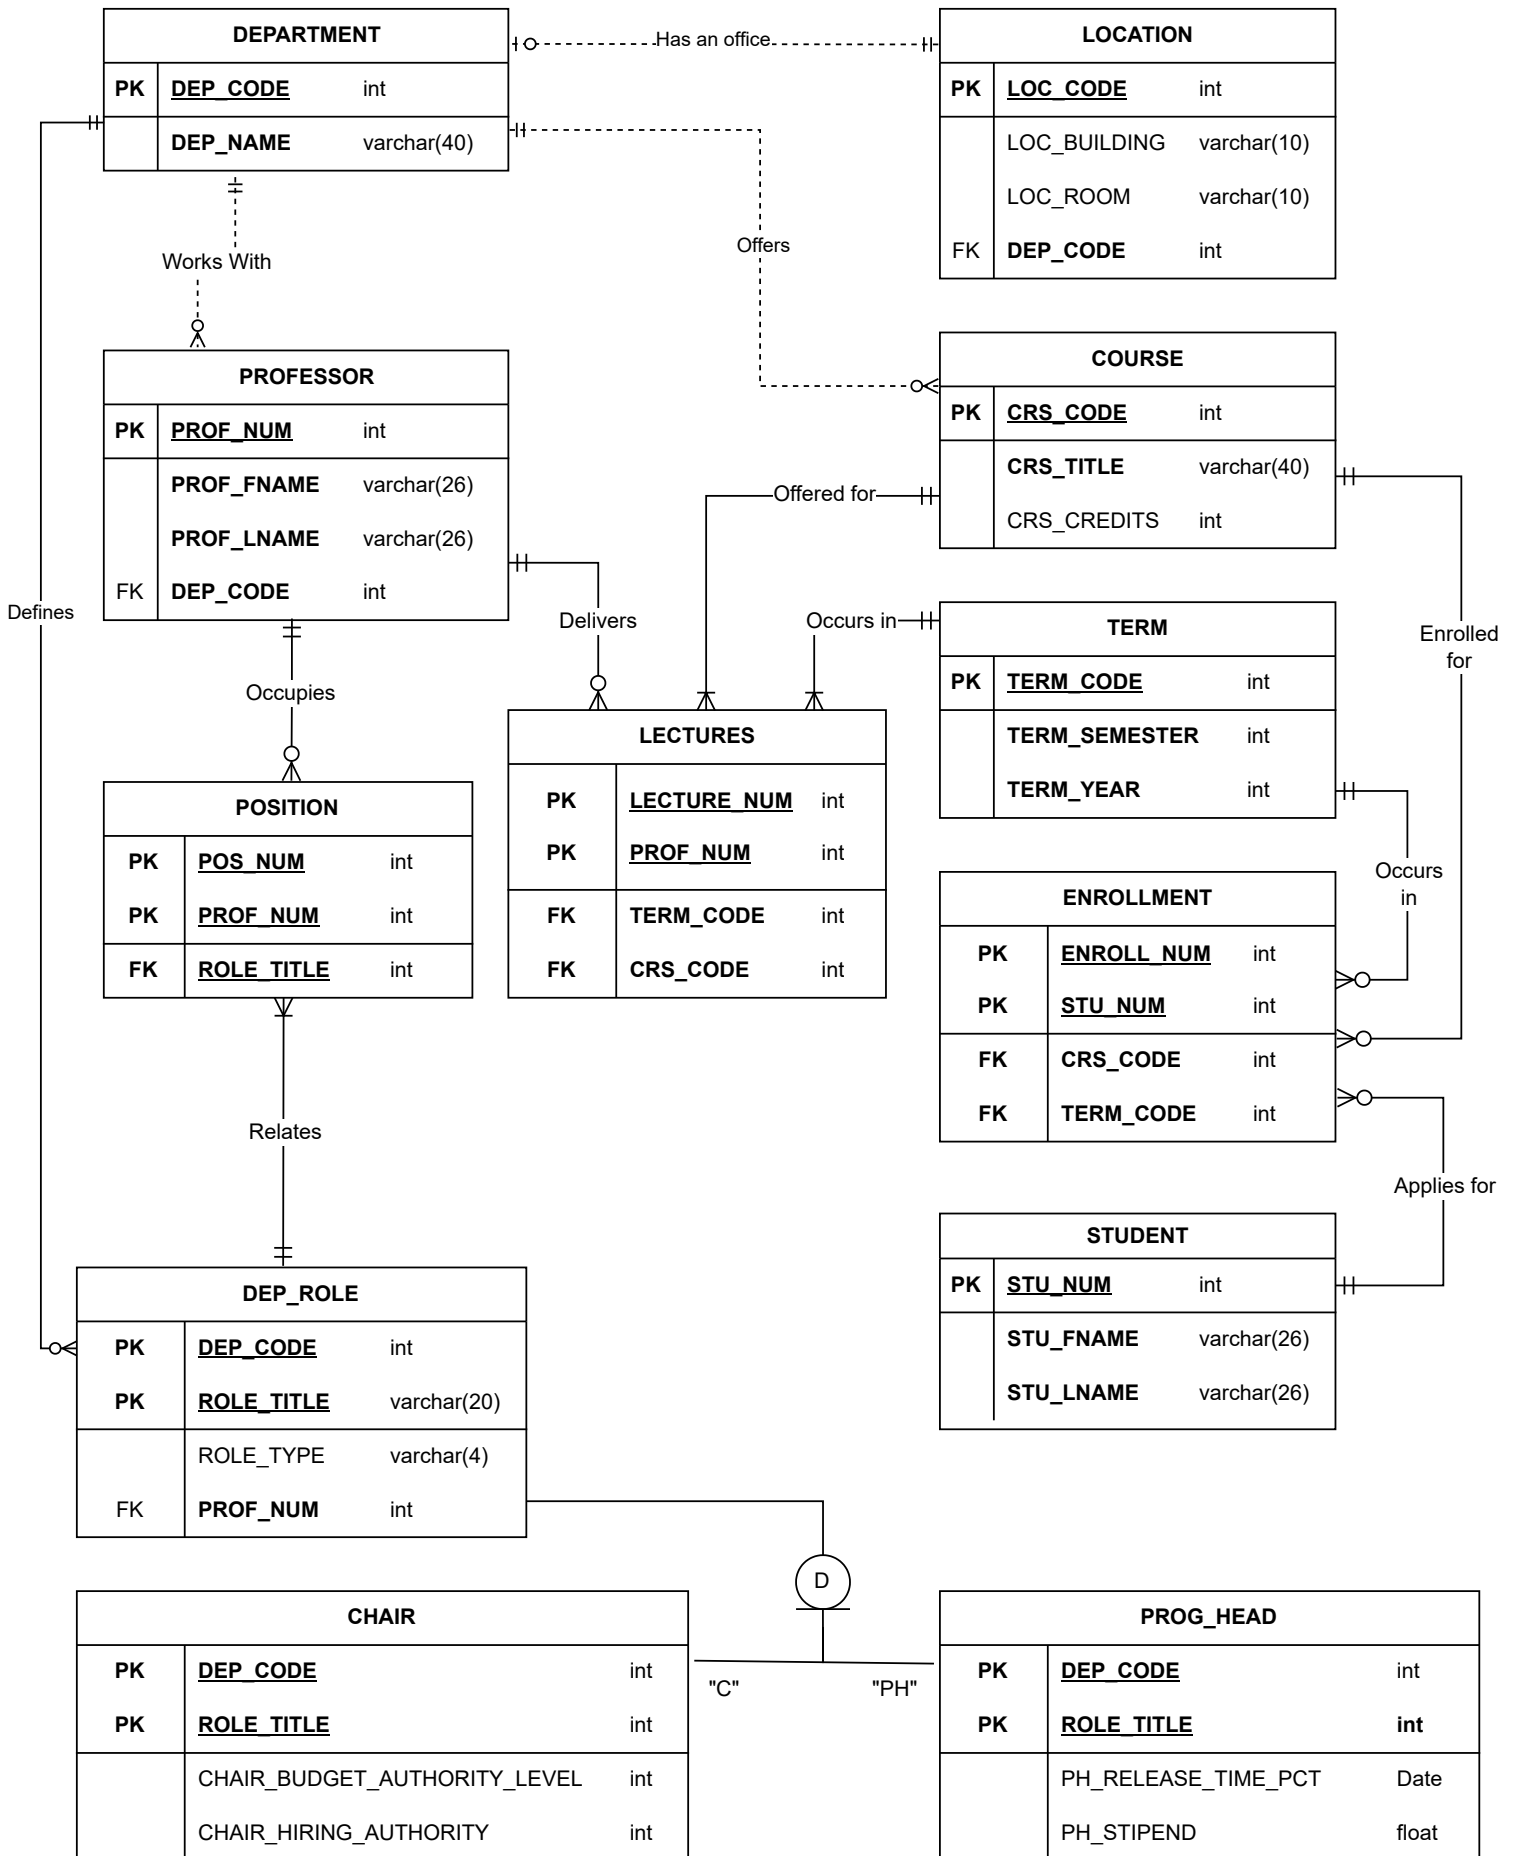 DEPARTMENT
PK DEP_CODE int
DEP_NAME varchar(40)
Has an office
LOCATION
PK LOC_CODE int
LOC_BUILDING varchar(10)
LOC_ROOM varchar(10)
FK DEP_CODE int
Works With
Offers
PROFESSOR
PK PROF_NUM int
PROF_FNAME varchar(26)
PROF_LNAME varchar(26)
FK DEP_CODE int
COURSE
PK CRS_CODE int
CRS_TITLE varchar(40)
CRS_CREDITS int
Offered for
Defines
Delivers
Occurs in
Occupies
TERM
PK TERM_CODE int
TERM_SEMESTER int
TERM_YEAR int
Enrolled
for
LECTURES
PK LECTURE_NUM int
PK PROF_NUM int
FK TERM_CODE int
FK CRS_CODE int
POSITION
PK POS_NUM int
PK PROF_NUM int
FK ROLE_TITLE int
Occurs
in
ENROLLMENT
PK ENROLL_NUM int
PK STU_NUM int
FK CRS_CODE int
FK TERM_CODE int
Relates
Applies for
STUDENT
PK STU_NUM int
STU_FNAME varchar(26)
STU_LNAME varchar(26)
DEP_ROLE
PK DEP_CODE int
PK ROLE_TITLE varchar(20)
ROLE_TYPE varchar(4)
FK PROF_NUM int
D
"C"
"PH"
CHAIR
PK DEP_CODE int
PK ROLE_TITLE int
CHAIR_BUDGET_AUTHORITY_LEVEL int
CHAIR_HIRING_AUTHORITY int
PROG_HEAD
PK DEP_CODE int
PK ROLE_TITLE int
PH_RELEASE_TIME_PCT Date
PH_STIPEND float